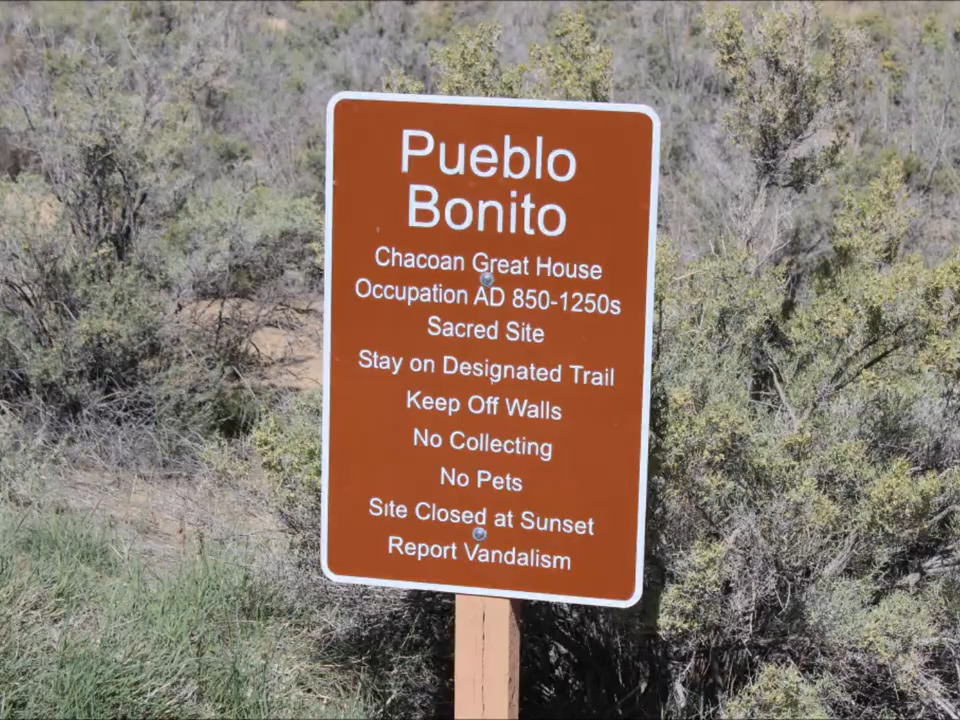 Pueblo
Bonito
Chacoan Great House
Occupation AD 850-1250s
Sacred Site
Stay on Designated Trail
Keep Off Walls
No Collecting
No Pets
Site Closed at Sunset
Report Vandalism